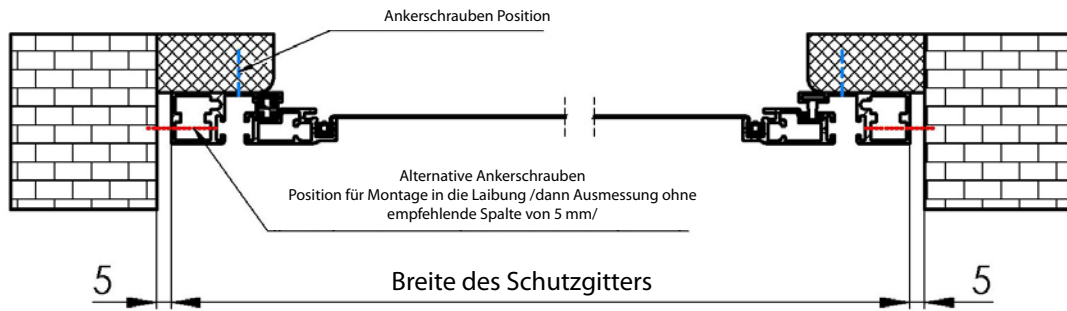 Ankerschrauben Position
Alternative Ankerschrauben
Position für Montage in die Laibung /dann Ausmessung ohne
empfehlende Spalte von 5 mm/
5 Breite des Schutzgitters 5